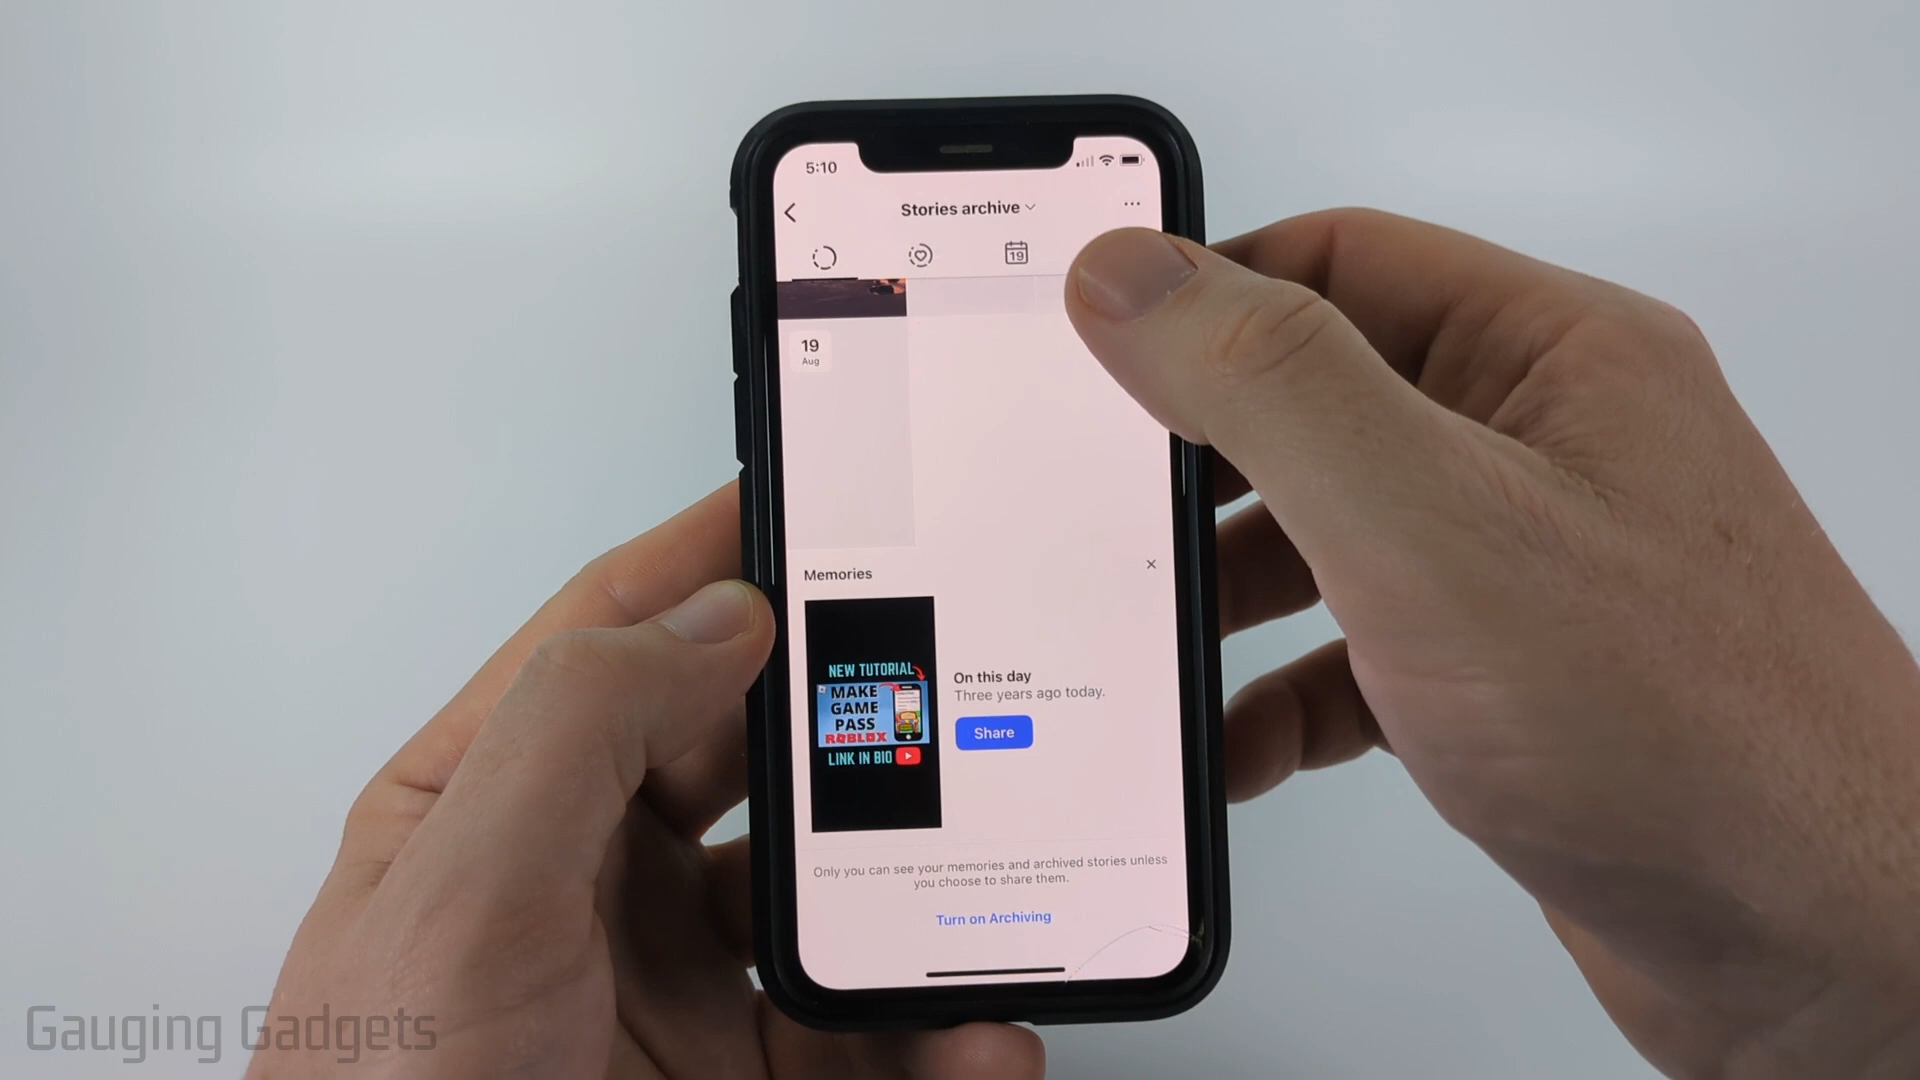 5:10
Stories archive
19
19
Aug
Memories
NEW TUTORIAL
MAKE
GAME
PASS
ROBLOX
LINK IN BIO
On this day
Three years ago today.
Share
Only you can see your memories and archived stories unless
you choose to share them.
Turn on Archiving
Gauging Gadgets